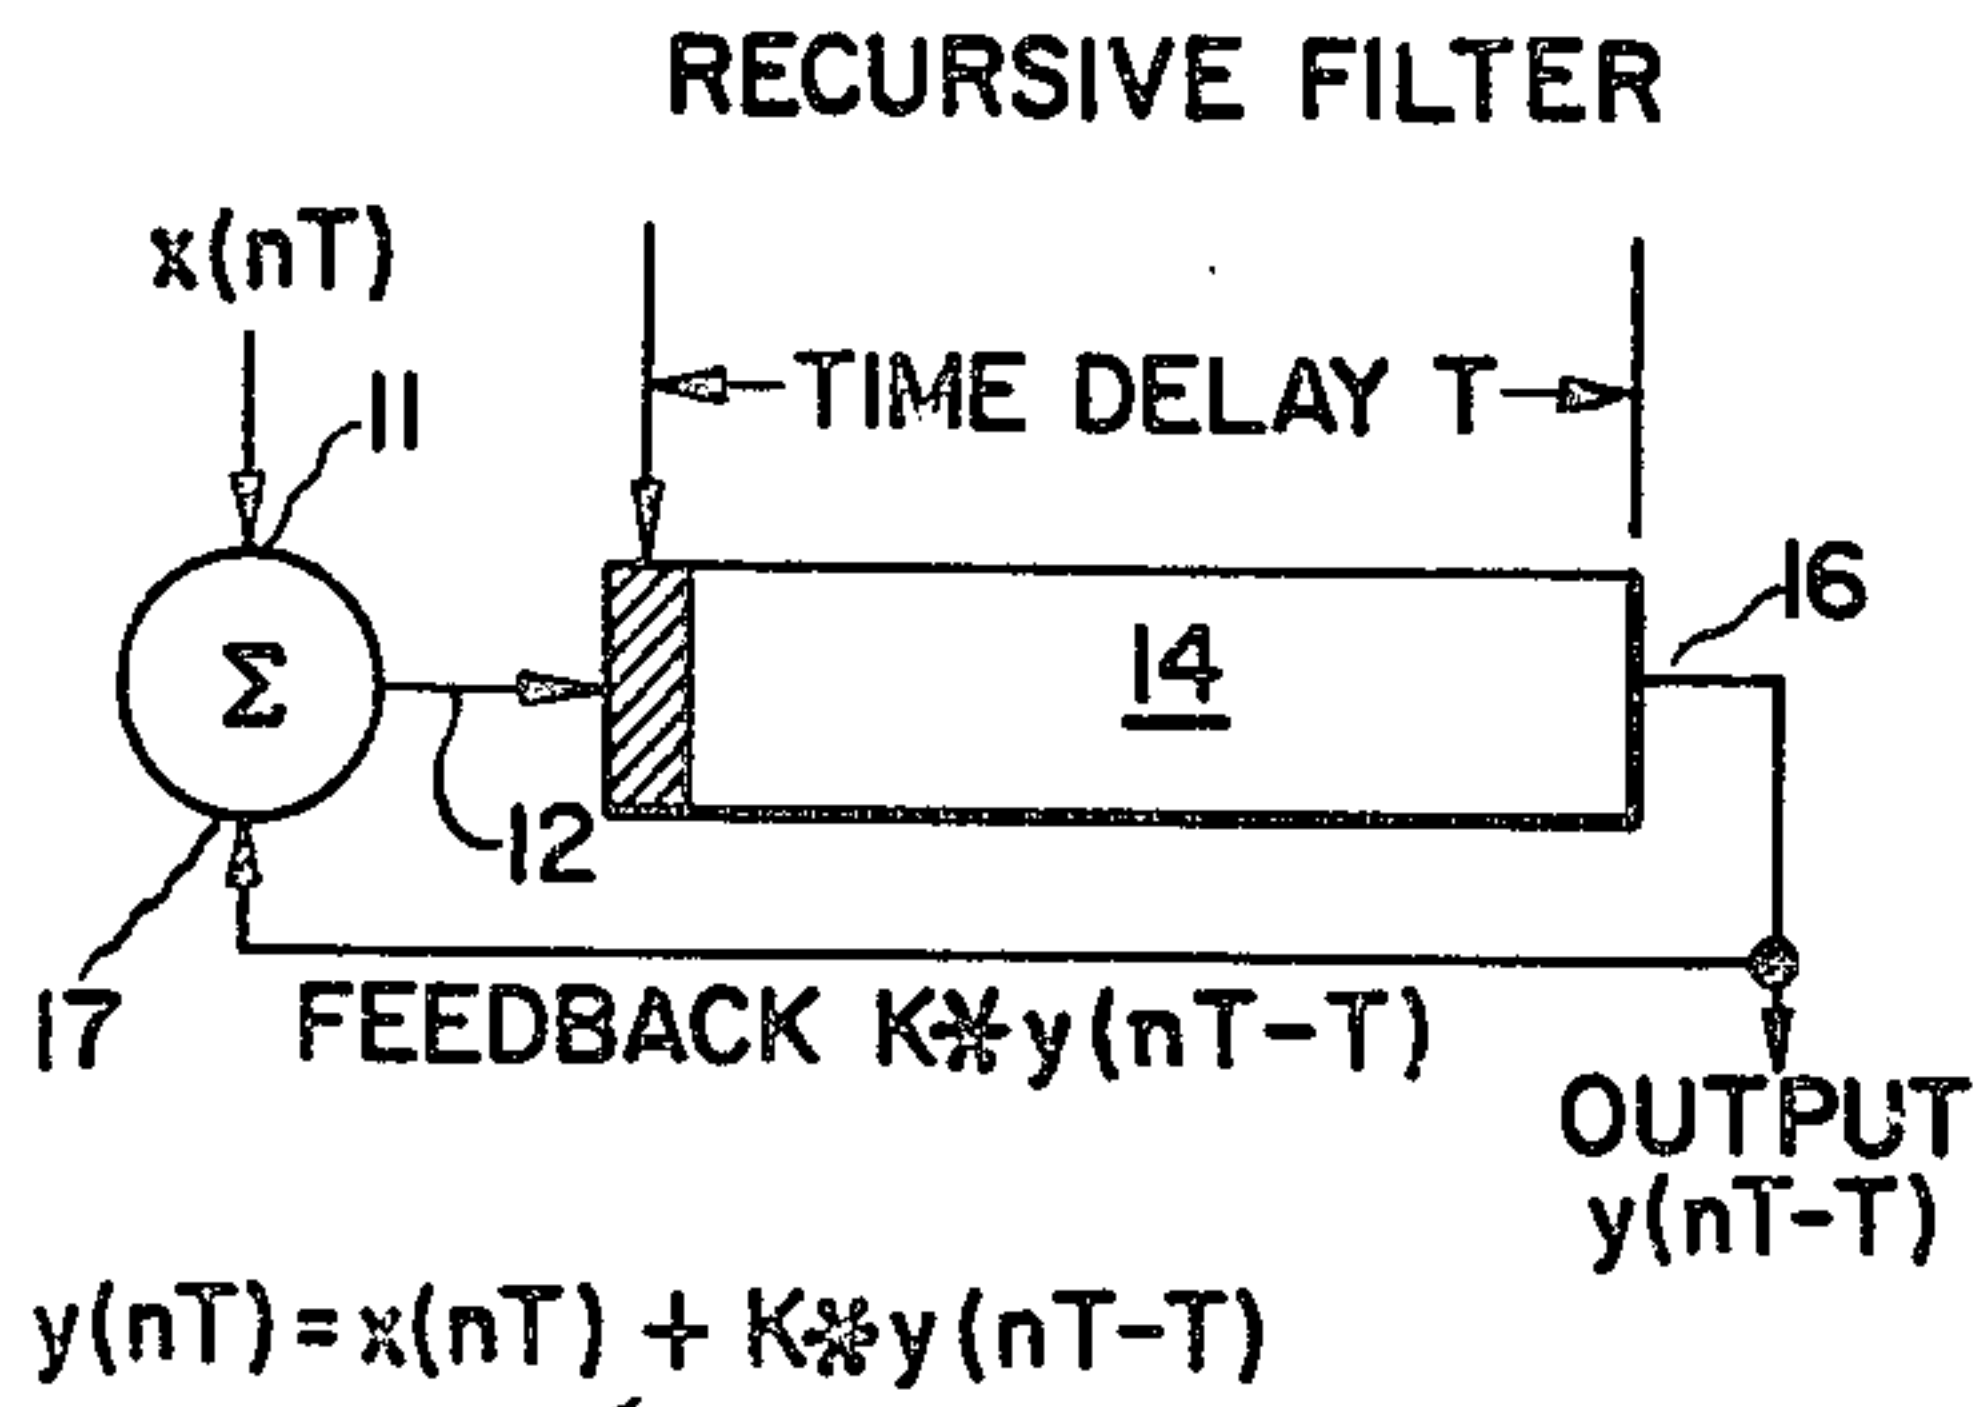 RECURSIVE FILTER
x(nT)
11
TIME DELAY T
Σ
14
16
12
17
FEEDBACK K*y(nT-T)
OUTPUT
y(nT-T)
y(nT)=x(nT) + K*y(nT-T)